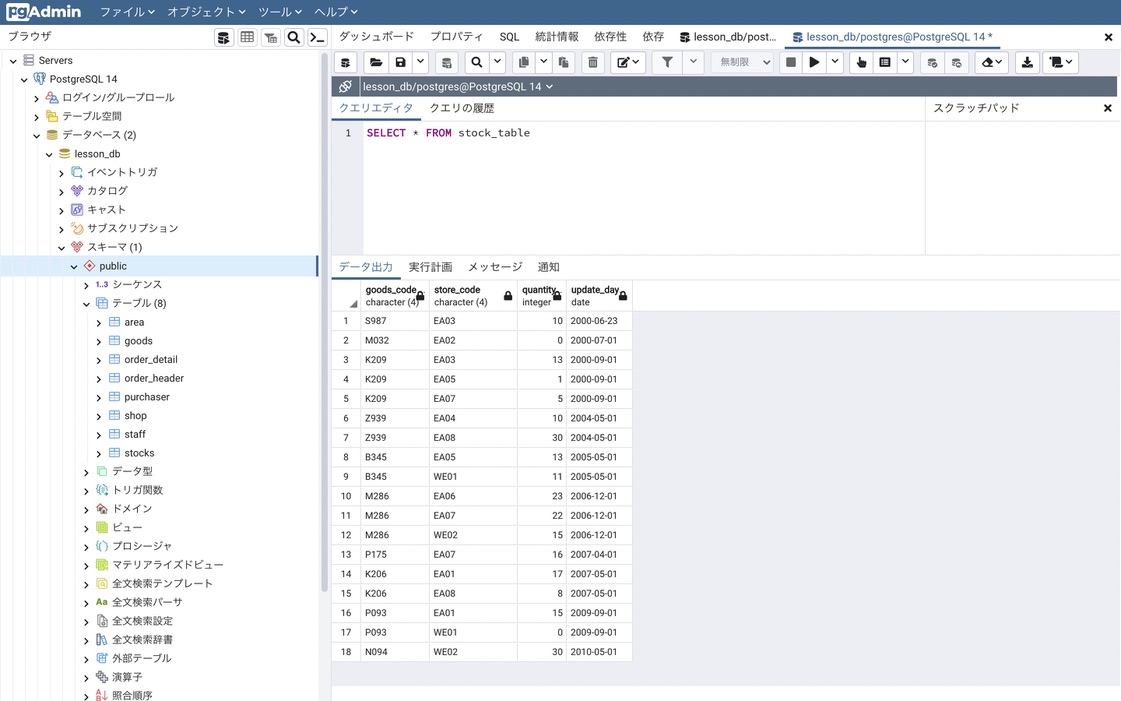 pgAdmin ファイル オブジェクト ツール ヘルプ
ブラウザ
ダッシュボード プロパティ SQL 統計情報 依存性 依存 lesson_db/post... lesson_db/postgres@PostgreSQL 14 *
Servers
PostgreSQL 14
ログイン/グループロール
テーブル空間
データベース (2)
lesson_db
イベントトリガ
カタログ
キャスト
サブスクリプション
スキーマ (1)
public
1..3 シーケンス
テーブル (8)
area
goods
order_detail
order_header
purchaser
shop
staff
stocks
データ型
トリガ関数
ドメイン
ビュー
プロシージャ
マテリアライズドビュー
全文検索テンプレート
Aa 全文検索パーサ
全文検索設定
全文検索辞書
外部テーブル
演算子
照合順序
無制限
lesson_db/postgres@PostgreSQL 14
クエリエディタ クエリの履歴 スクラッチパッド
1 SELECT * FROM stock_table
データ出力 実行計画 メッセージ 通知
goods_code store_code quantity update_day
character (4) character (4) integer date
1 S987 EA03 10 2000-06-23
2 M032 EA02 0 2000-07-01
3 K209 EA03 13 2000-09-01
4 K209 EA05 1 2000-09-01
5 K209 EA07 5 2000-09-01
6 Z939 EA04 10 2004-05-01
7 Z939 EA08 30 2004-05-01
8 B345 EA05 13 2005-05-01
9 B345 WE01 11 2005-05-01
10 M286 EA06 23 2006-12-01
11 M286 EA07 22 2006-12-01
12 M286 WE02 15 2006-12-01
13 P175 EA07 16 2007-04-01
14 K206 EA01 17 2007-05-01
15 K206 EA08 8 2007-05-01
16 P093 EA01 15 2009-09-01
17 P093 WE01 0 2009-09-01
18 N094 WE02 30 2010-05-01